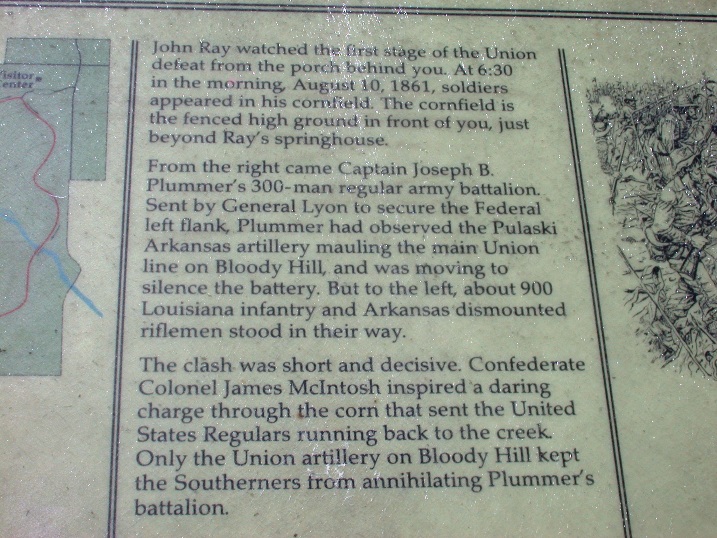 Visitor
Center
John Ray watched the first stage of the Union
defeat from the porch behind you. At 6:30
in the morning, August 10, 1861, soldiers
appeared in his cornfield. The cornfield is
the fenced high ground in front of you, just
beyond Ray's springhouse.
From the right came Captain Joseph B.
Plummer's 300-man regular army battalion.
Sent by General Lyon to secure the Federal
left flank, Plummer had observed the Pulaski
Arkansas artillery mauling the main Union
line on Bloody Hill, and was moving to
silence the battery. But to the left, about 900
Louisiana infantry and Arkansas dismounted
riflemen stood in their way.
The clash was short and decisive. Confederate
Colonel James McIntosh inspired a daring
charge through the corn that sent the United
States Regulars running back to the creek.
Only the Union artillery on Bloody Hill kept
the Southerners from annihilating Plummer's
battalion.